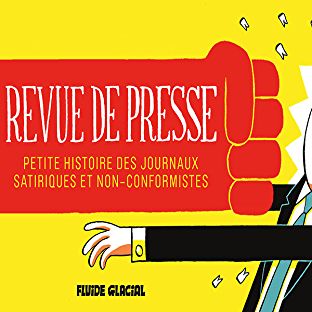 REVUE DE PRESSE
PETITE HISTOIRE DES JOURNAUX
SATIRIQUES ET NON-CONFORMISTES
FLUIDE GLACIAL